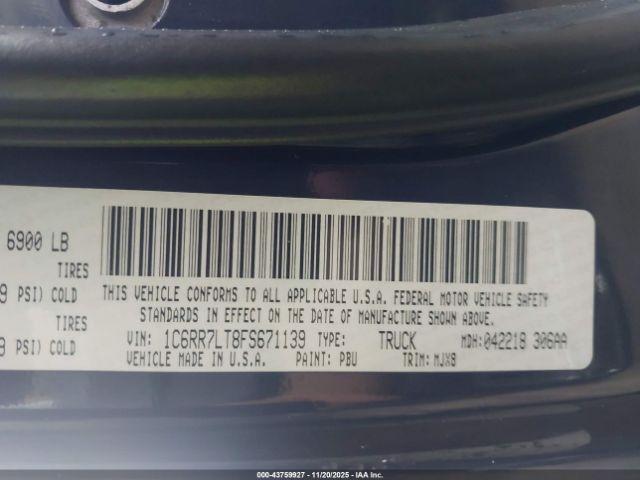 6900 LB
TIRES
9 PSI) COLD
TIRES
PSI) COLD
THIS VEHICLE CONFORMS TO ALL APPLICABLE U.S.A. FEDERAL MOTOR VEHICLE SAFETY
STANDARDS IN EFFECT ON THE DATE OF MANUFACTURE SHOWN ABOVE.
VIN: 1C6RR7LT8FS671139 TYPE: TRUCK MDH: 042218 306AA
VEHICLE MADE IN U.S.A. PAINT: PBU TRIM: MJX8
000-43759927 - 11/20/2025 - IAA Inc.